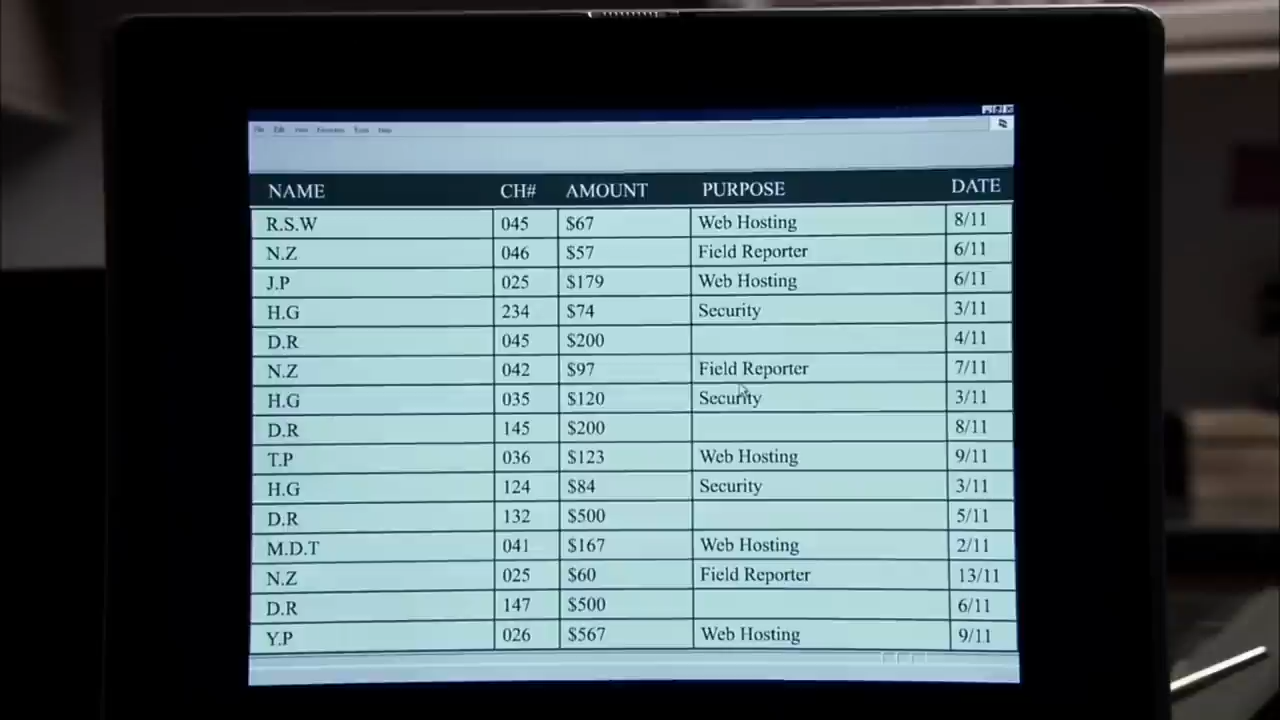 File Edit View Favorites Tools Help
NAME CH# AMOUNT PURPOSE DATE
R.S.W 045 $67 Web Hosting 8/11
N.Z 046 $57 Field Reporter 6/11
J.P 025 $179 Web Hosting 6/11
H.G 234 $74 Security 3/11
D.R 045 $200 4/11
N.Z 042 $97 Field Reporter 7/11
H.G 035 $120 Security 3/11
D.R 145 $200 8/11
T.P 036 $123 Web Hosting 9/11
H.G 124 $84 Security 3/11
D.R 132 $500 5/11
M.D.T 041 $167 Web Hosting 2/11
N.Z 025 $60 Field Reporter 13/11
D.R 147 $500 6/11
Y.P 026 $567 Web Hosting 9/11